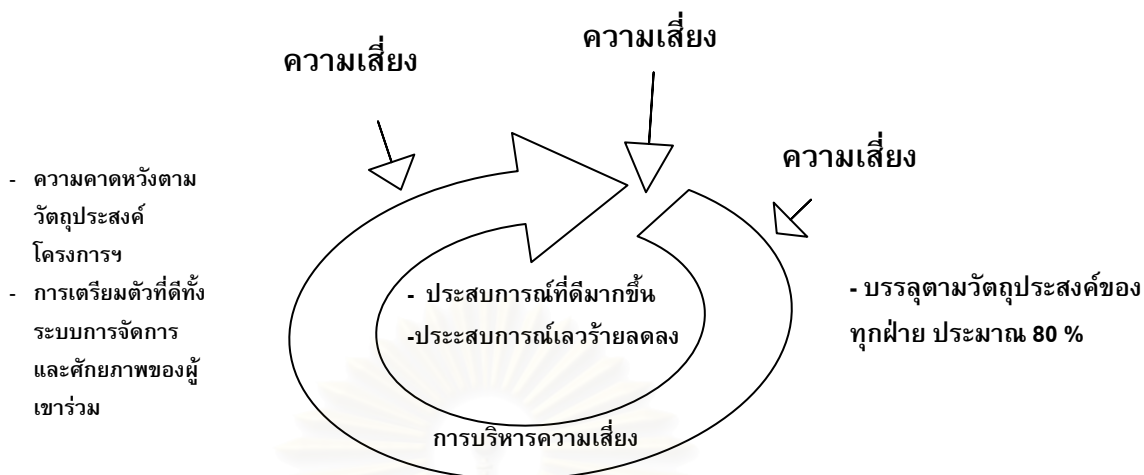 ความเสี่ยง
ความเสี่ยง
ความเสี่ยง
- ความคาดหวังตาม
วัตถุประสงค์
โครงการฯ
- การเตรียมตัวที่ดีทั้ง
ระบบการจัดการ
และศักยภาพของผู้
เขาร่วม
- ประสบการณ์ที่ดีมากขึ้น
-ประะสบการณ์เลวร้ายลดลง
- บรรลุตามวัตถุประสงค์ของ
ทุกฝ่าย ประมาณ 80 %
การบริหารความเสี่ยง